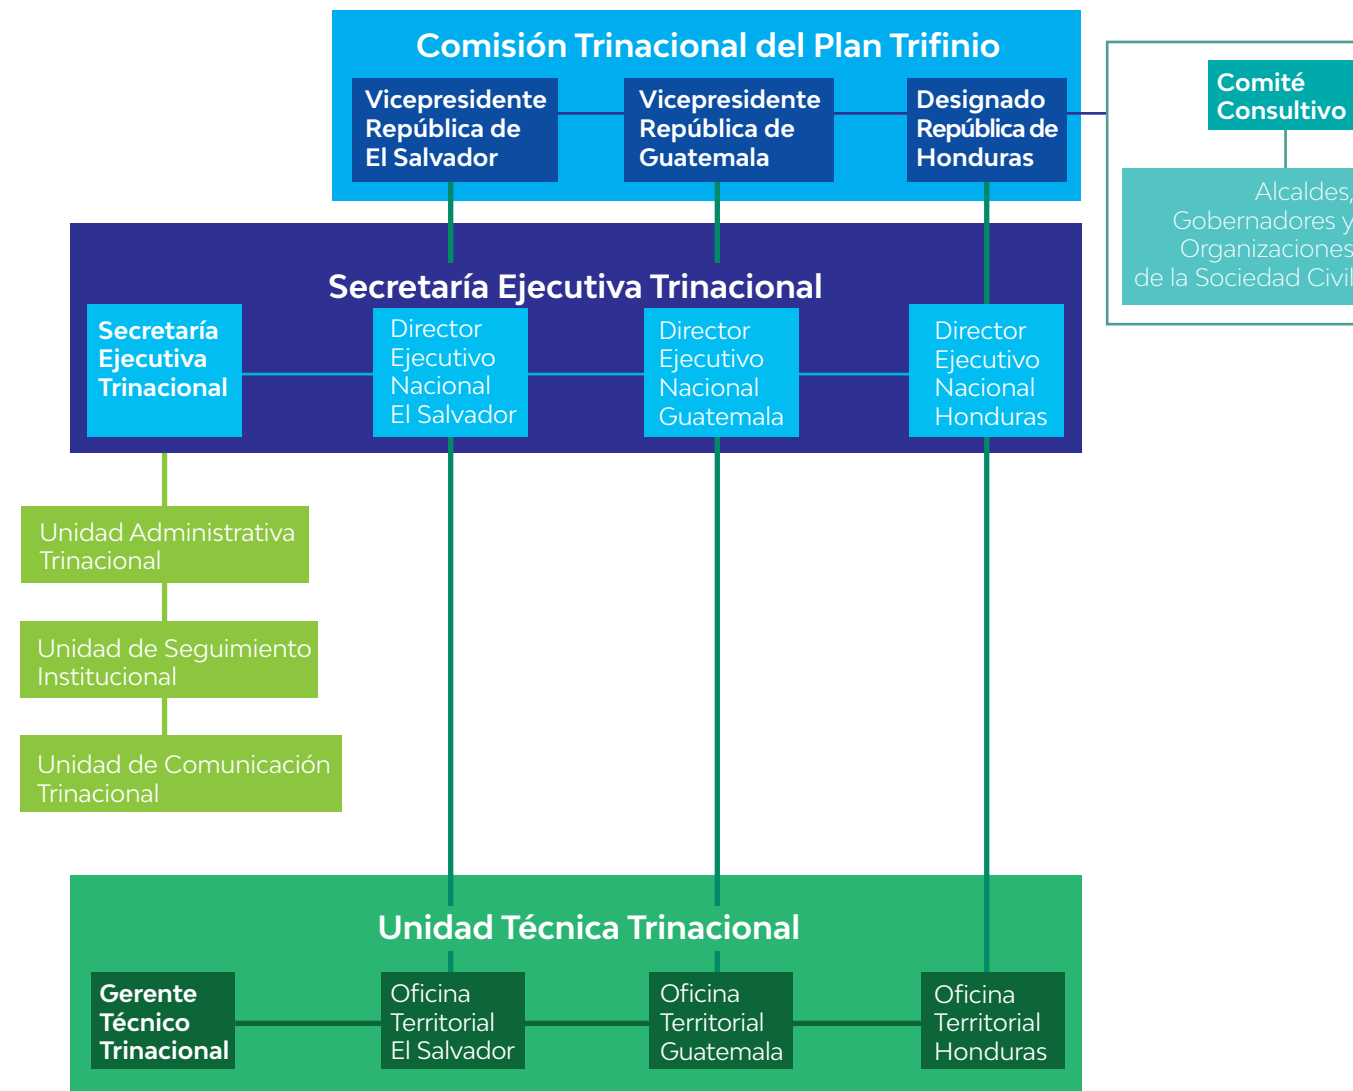 Comisión Trinacional del Plan Trifinio
Vicepresidente
República de
El Salvador
Vicepresidente
República de
Guatemala
Designado
República de
Honduras
Comité
Consultivo
Alcaldes,
Gobernadores y
Organizaciones
de la Sociedad Civil
Secretaría Ejecutiva Trinacional
Secretaría
Ejecutiva
Trinacional
Director
Ejecutivo
Nacional
El Salvador
Director
Ejecutivo
Nacional
Guatemala
Director
Ejecutivo
Nacional
Honduras
Unidad Administrativa
Trinacional
Unidad de Seguimiento
Institucional
Unidad de Comunicación
Trinacional
Unidad Técnica Trinacional
Gerente
Técnico
Trinacional
Oficina
Territorial
El Salvador
Oficina
Territorial
Guatemala
Oficina
Territorial
Honduras